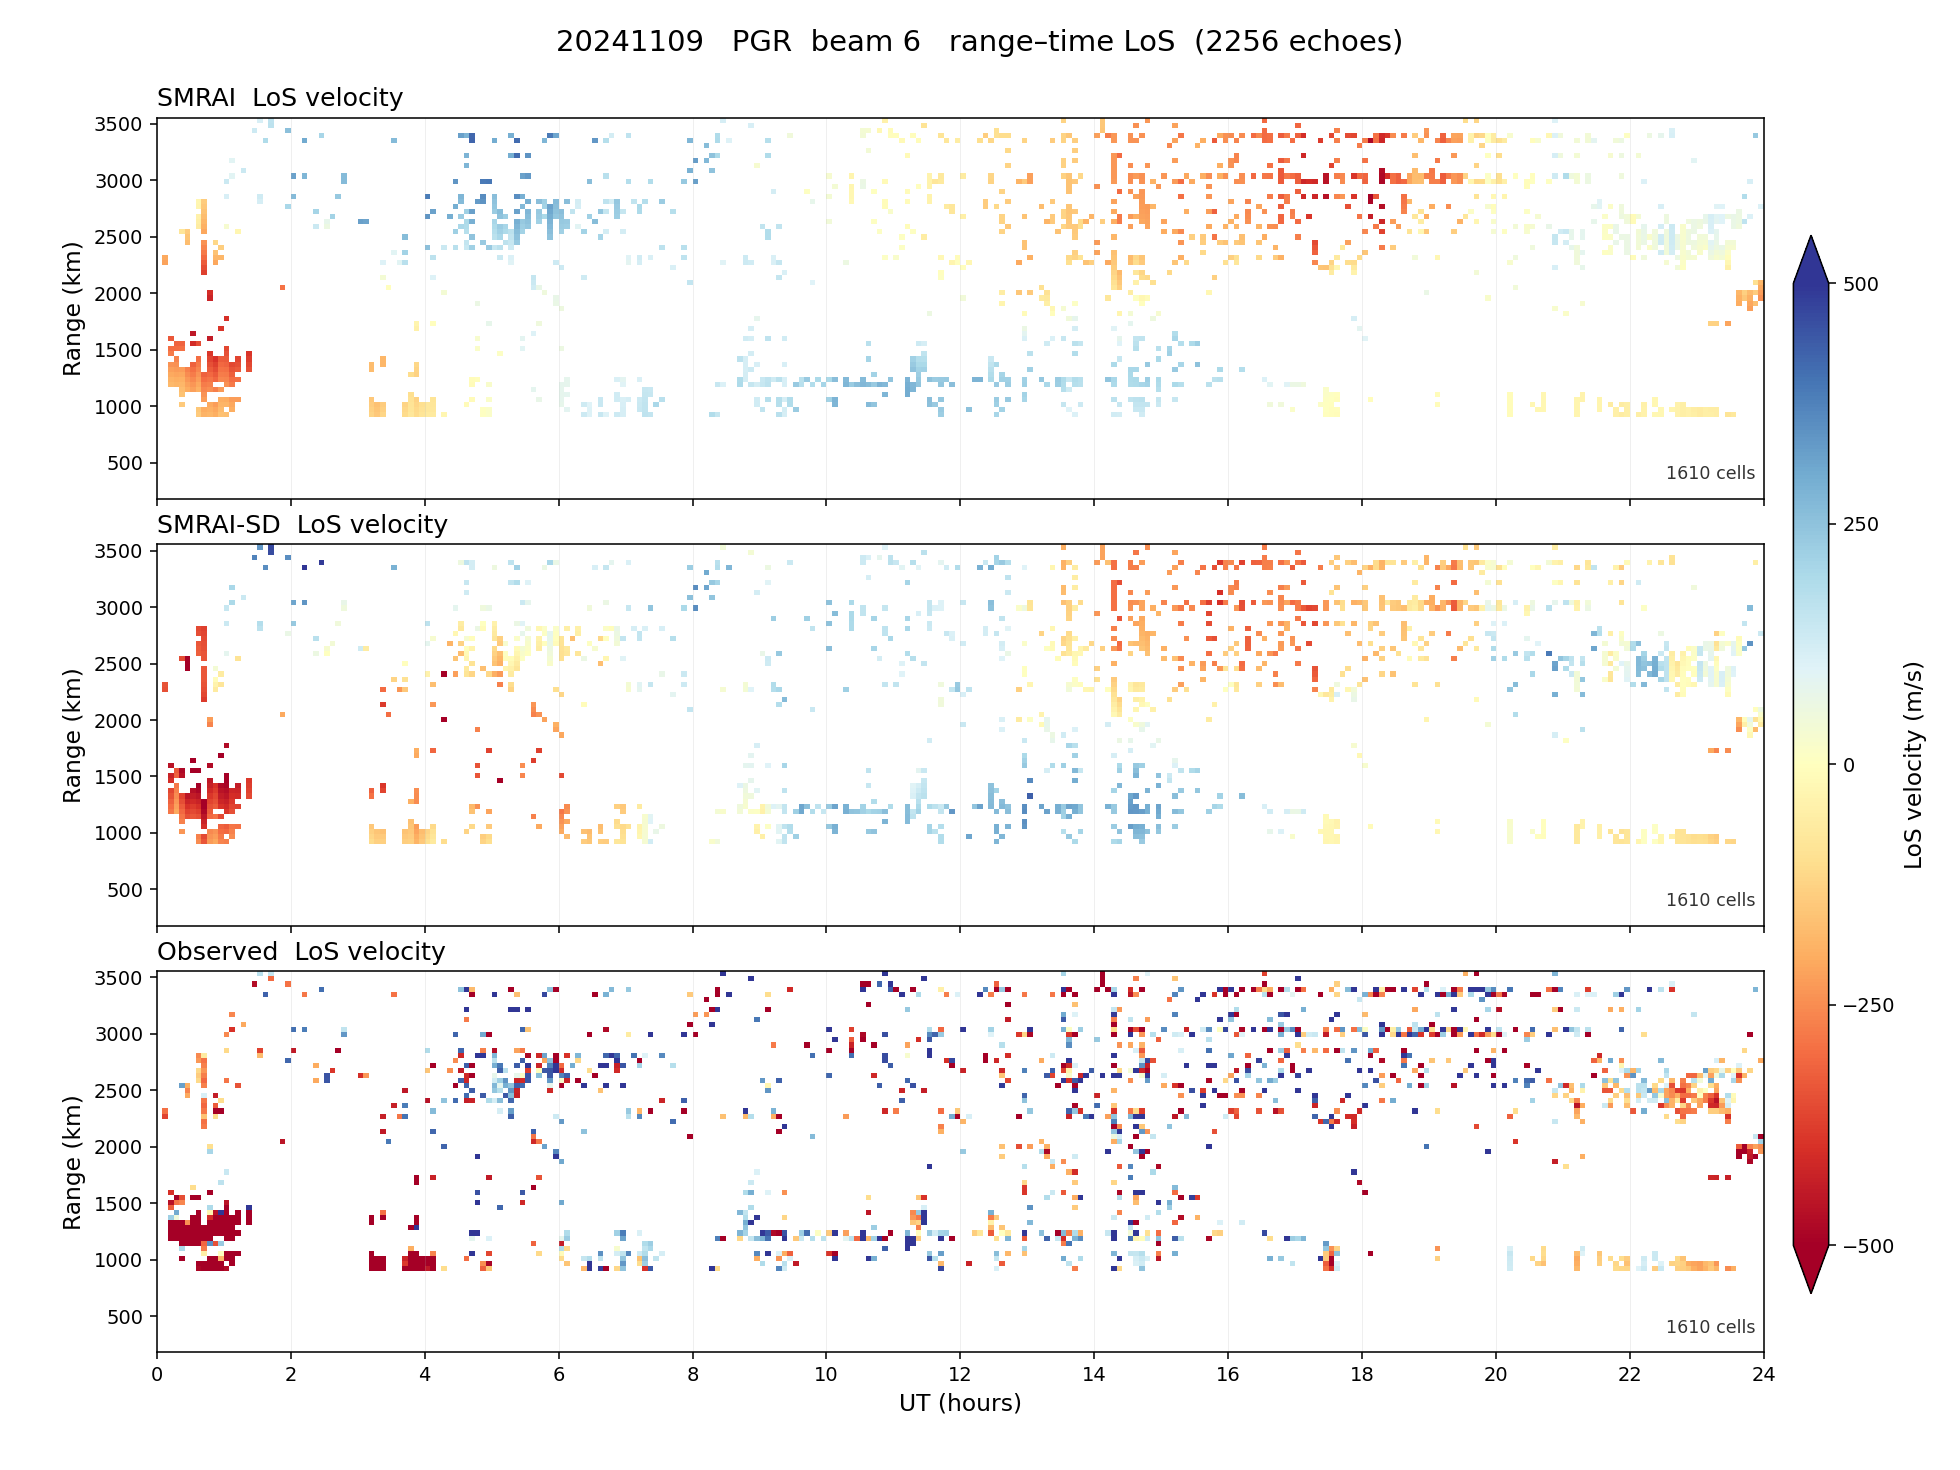 20241109   PGR  beam 6   range–time LoS  (2256 echoes)
SMRAI  LoS velocity
3500
3000
2500
2000
1500
1000
500
Range (km)
1610 cells
SMRAI-SD  LoS velocity
3500
3000
2500
2000
1500
1000
500
Range (km)
1610 cells
Observed  LoS velocity
3500
3000
2500
2000
1500
1000
500
Range (km)
1610 cells
0 2 4 6 8 10 12 14 16 18 20 22 24
UT (hours)
500
250
0
−250
−500
LoS velocity (m/s)